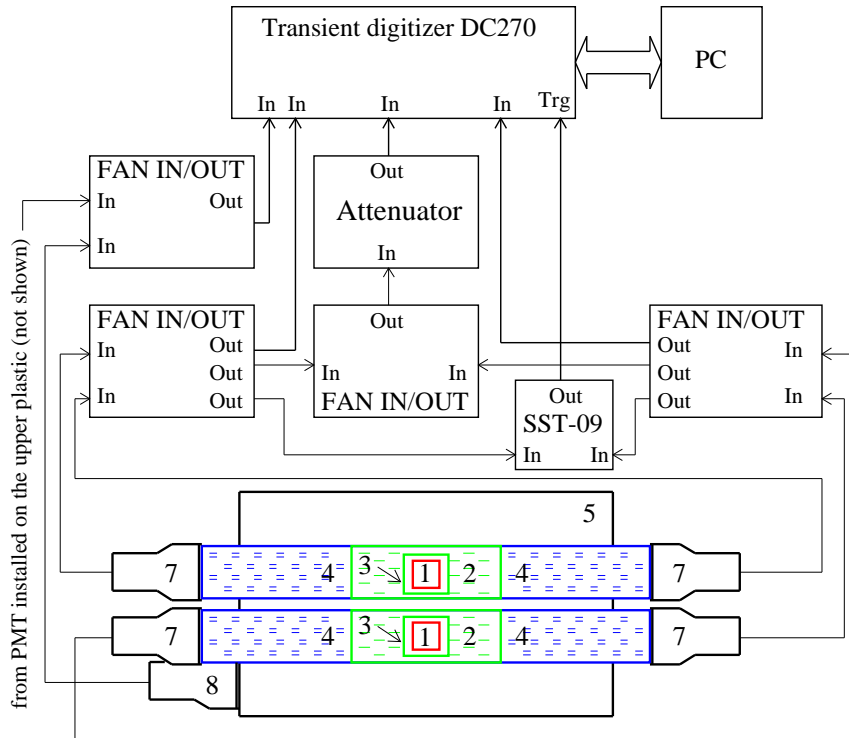 Transient digitizer DC270
In In In In Trg
PC
FAN IN/OUT
In Out
In
Out
Attenuator
In
FAN IN/OUT
In Out
Out
In Out
Out
In In
FAN IN/OUT
FAN IN/OUT
Out In
Out
Out In
Out
SST-09
In In
from PMT installed on the upper plastic (not shown)
5
7 4 3 1 2 4 7
7 4 3 1 2 4 7
8